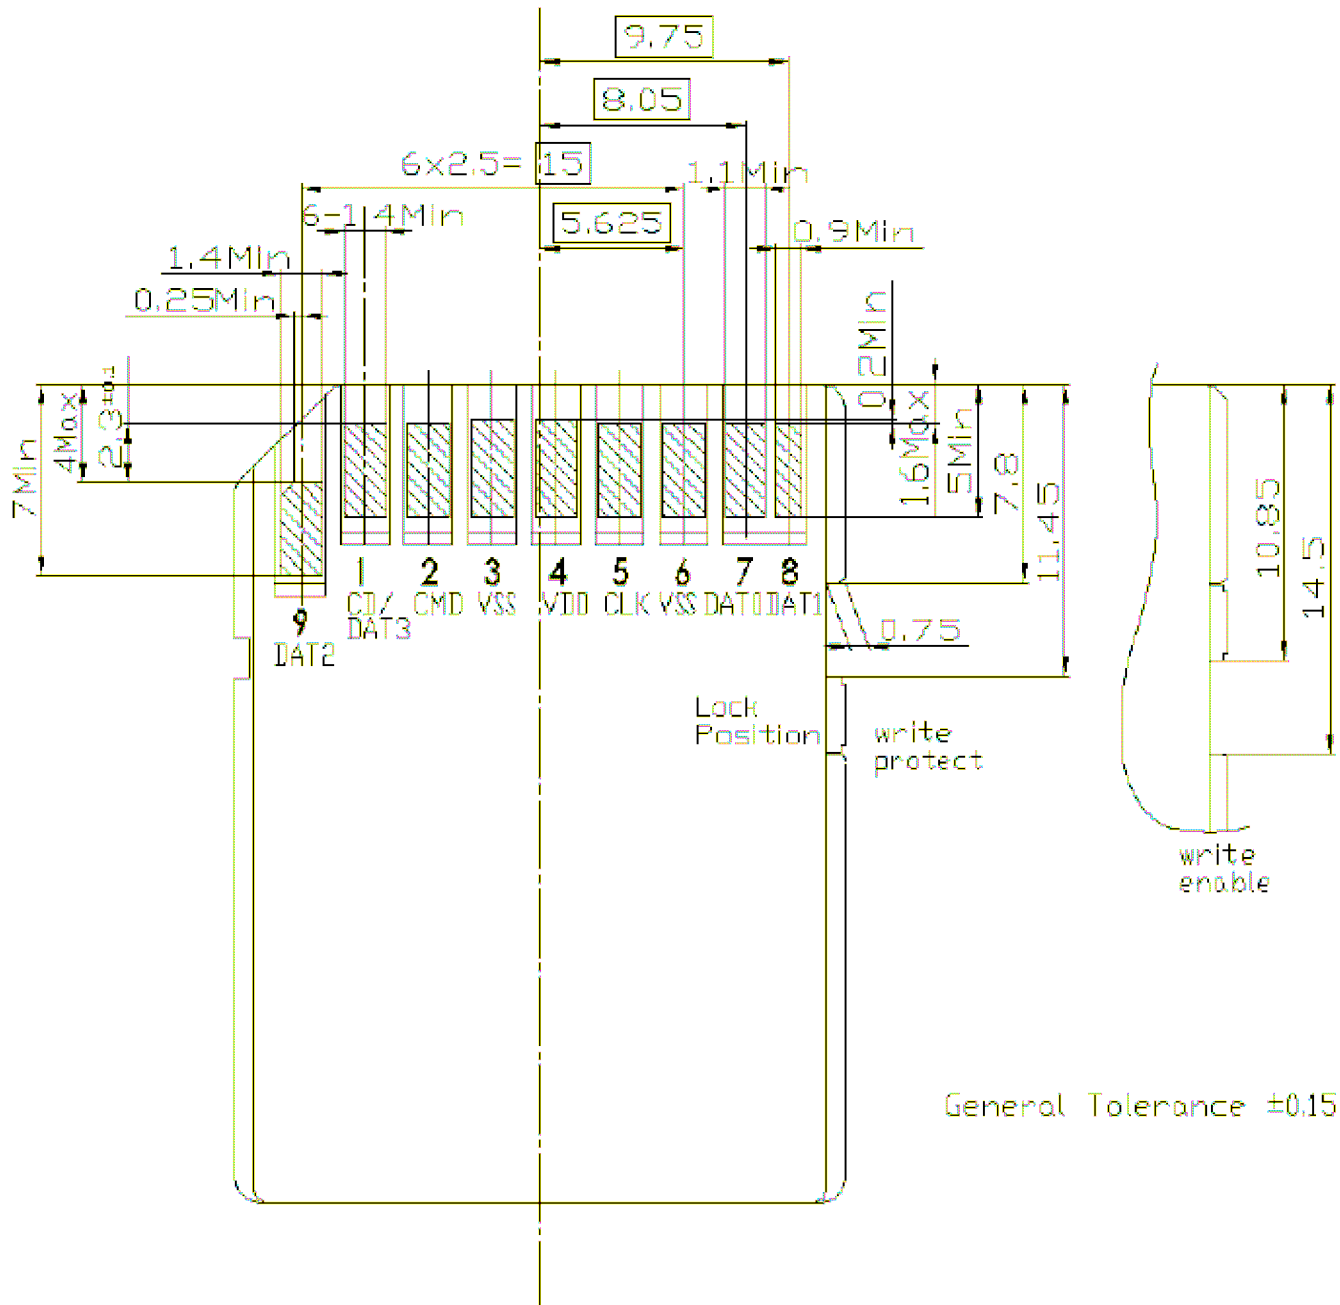 9.75
8.05
6x2.5= 15
1.1Min
6-1.4Min
5.625
0.9Min
1.4Min
0.25Min
0.2Min
7Min
4Max
2.3±0.1
1.6Max
5Min
7.8
11.45
10.85
14.5
1 2 3 4 5 6 7 8
CD/ CMD VSS VDD CLK VSS DAT0 DAT1
DAT3
9
DAT2
0.75
Lock
Position
write
protect
write
enable
General Tolerance ±0.15